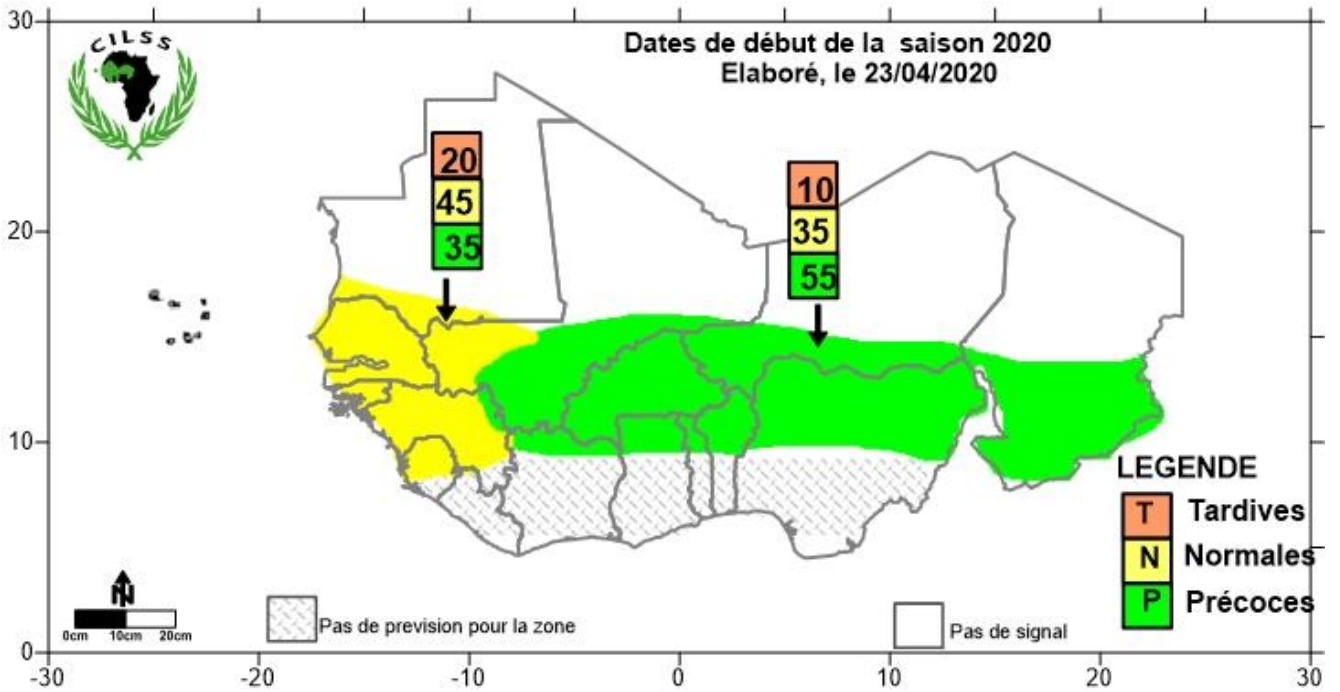 30
CILSS
Dates de début de la saison 2020
Elaboré, le 23/04/2020
20
45
35
10
35
55
20
10
LEGENDE
T Tardives
N Normales
P Précoces
N
0cm 10cm 20cm
Pas de prevision pour la zone
Pas de signal
0
-30 -20 -10 0 10 20 30